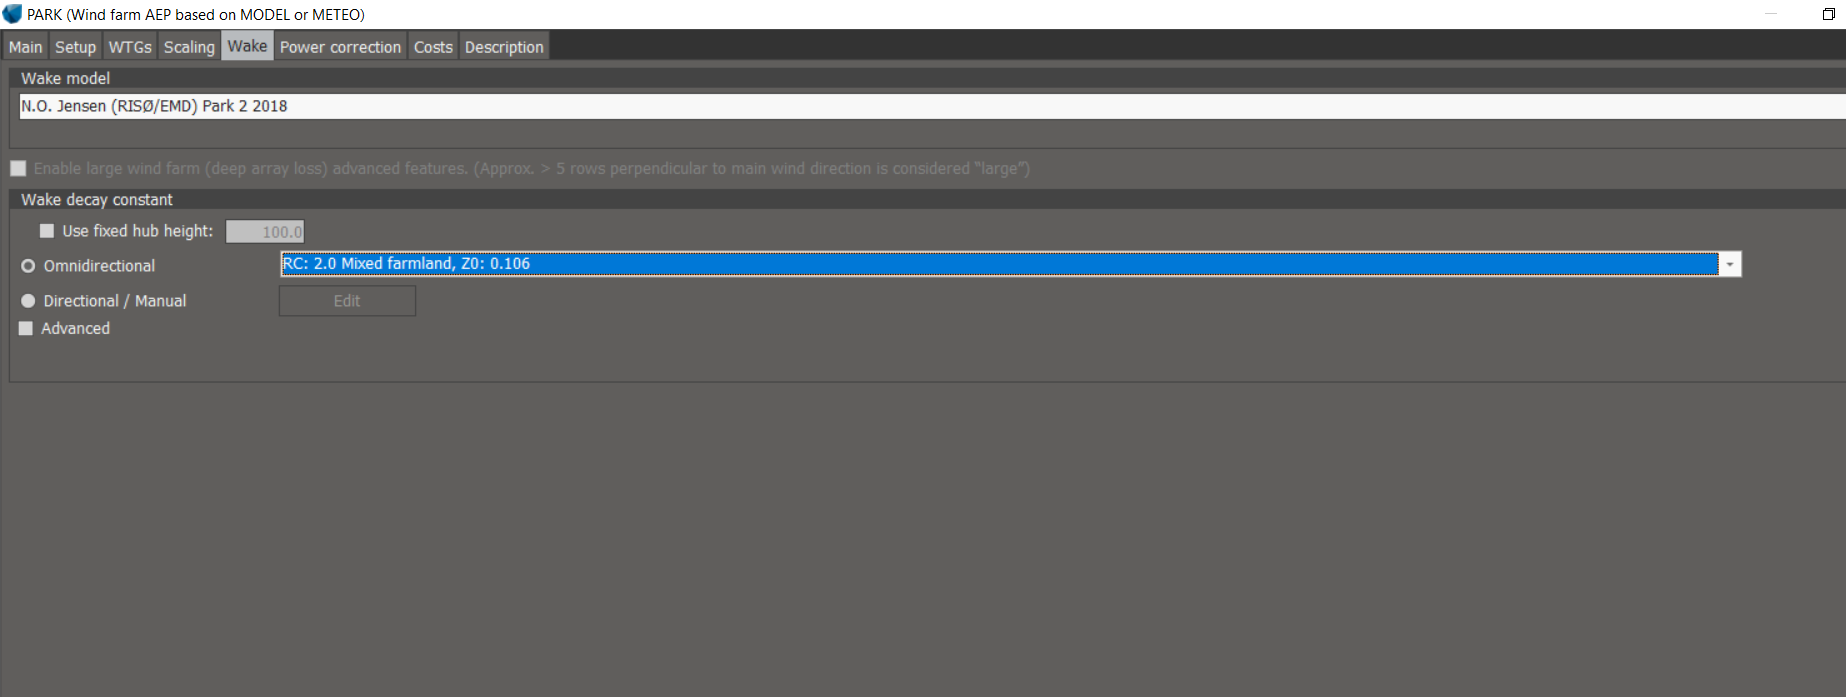 PARK (Wind farm AEP based on MODEL or METEO)
Main Setup WTGs Scaling Wake Power correction Costs Description
Wake model
N.O. Jensen (RISØ/EMD) Park 2 2018
Enable large wind farm (deep array loss) advanced features. (Approx. > 5 rows perpendicular to main wind direction is considered “large”)
Wake decay constant
Use fixed hub height: 100.0
Omnidirectional RC: 2.0 Mixed farmland, Z0: 0.106
Directional / Manual Edit
Advanced